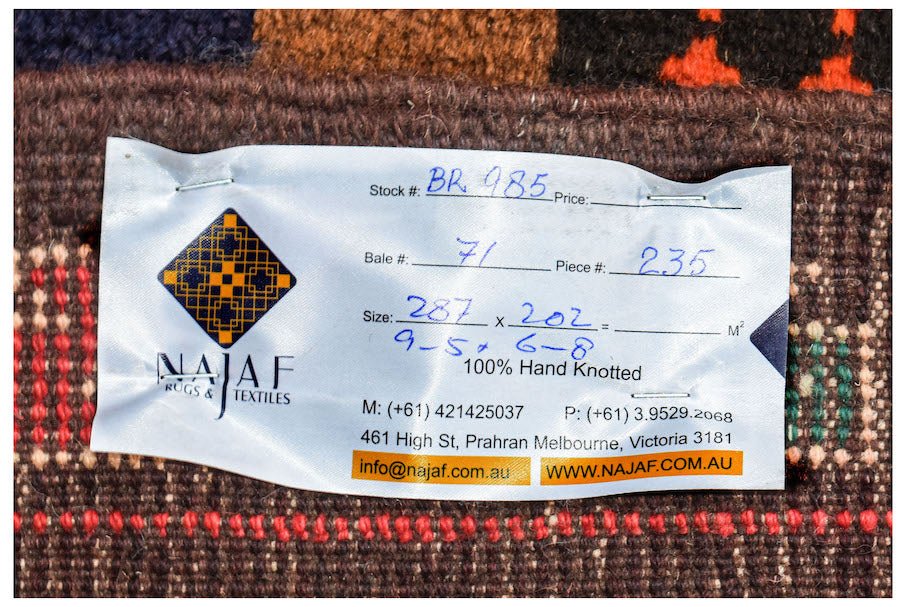 Stock #: BR 985 Price:
Bale #: 71 Piece #: 235
Size: 287 x 202 = M²
9-5 x 6-8
100% Hand Knotted
NAJAF
RUGS & TEXTILES
M: (+61) 421425037 P: (+61) 3.9529.2068
461 High St, Prahran Melbourne, Victoria 3181
info@najaf.com.au WWW.NAJAF.COM.AU